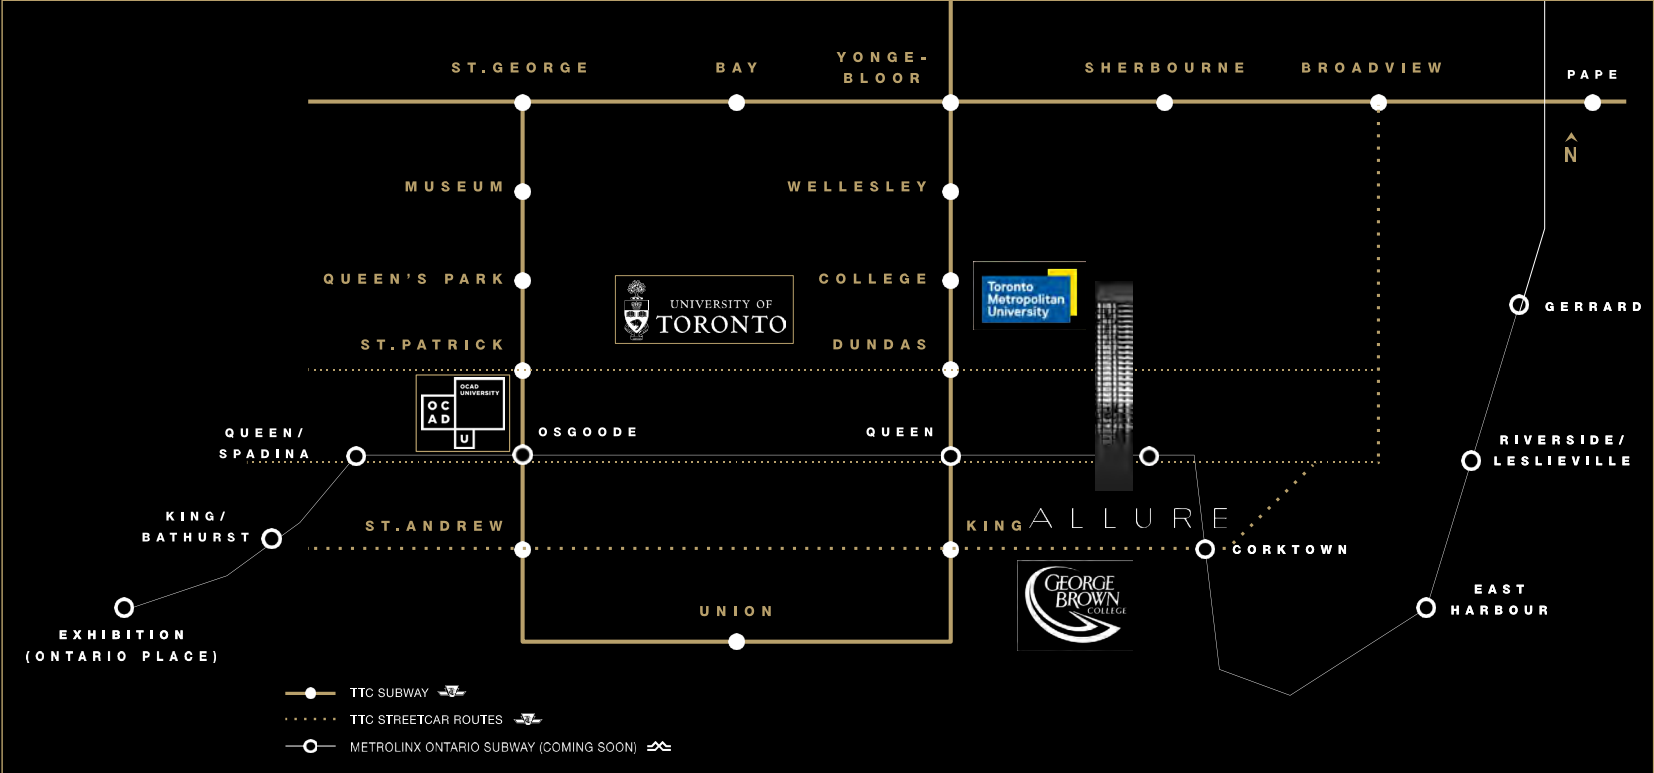 ST.GEORGE
BAY
YONGE-
BLOOR
SHERBOURNE
BROADVIEW
PAPE
N
MUSEUM
WELLESLEY
QUEEN'S PARK
UNIVERSITY OF
TORONTO
COLLEGE
Toronto
Metropolitan
University
GERRARD
ST.PATRICK
DUNDAS
OCAD
UNIVERSITY
OC
AD
U
QUEEN/
SPADINA
OSGOODE
QUEEN
RIVERSIDE/
LESLIEVILLE
KING/
BATHURST
ST.ANDREW
KING
ALLURE
CORKTOWN
GEORGE
BROWN
COLLEGE
EXHIBITION
(ONTARIO PLACE)
UNION
EAST
HARBOUR
TTC SUBWAY
TTC STREETCAR ROUTES
METROLINX ONTARIO SUBWAY (COMING SOON)